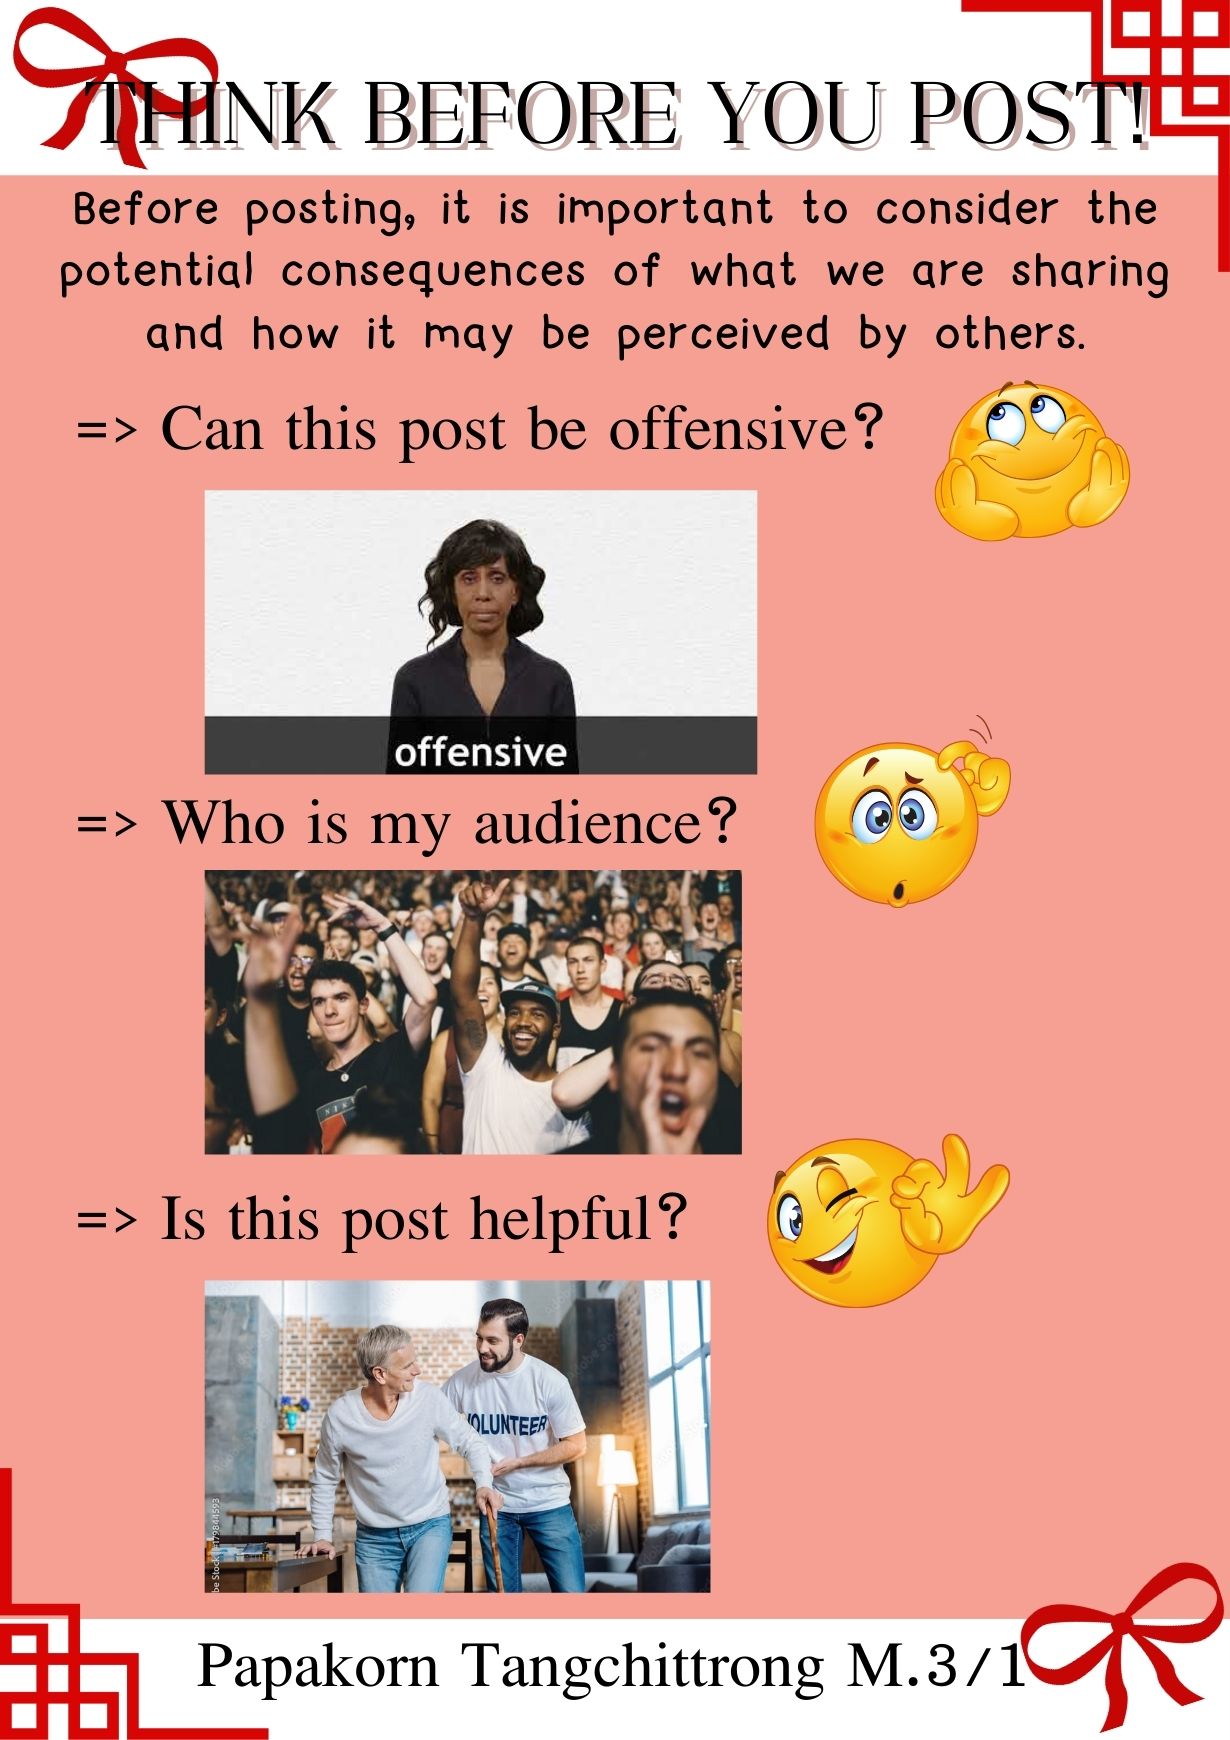 THINK BEFORE YOU POST!
Before posting, it is important to consider the
potential consequences of what we are sharing
and how it may be perceived by others.
=> Can this post be offensive?
offensive
=> Who is my audience?
=> Is this post helpful?
VOLUNTEER
Papakorn Tangchittrong M.3/1